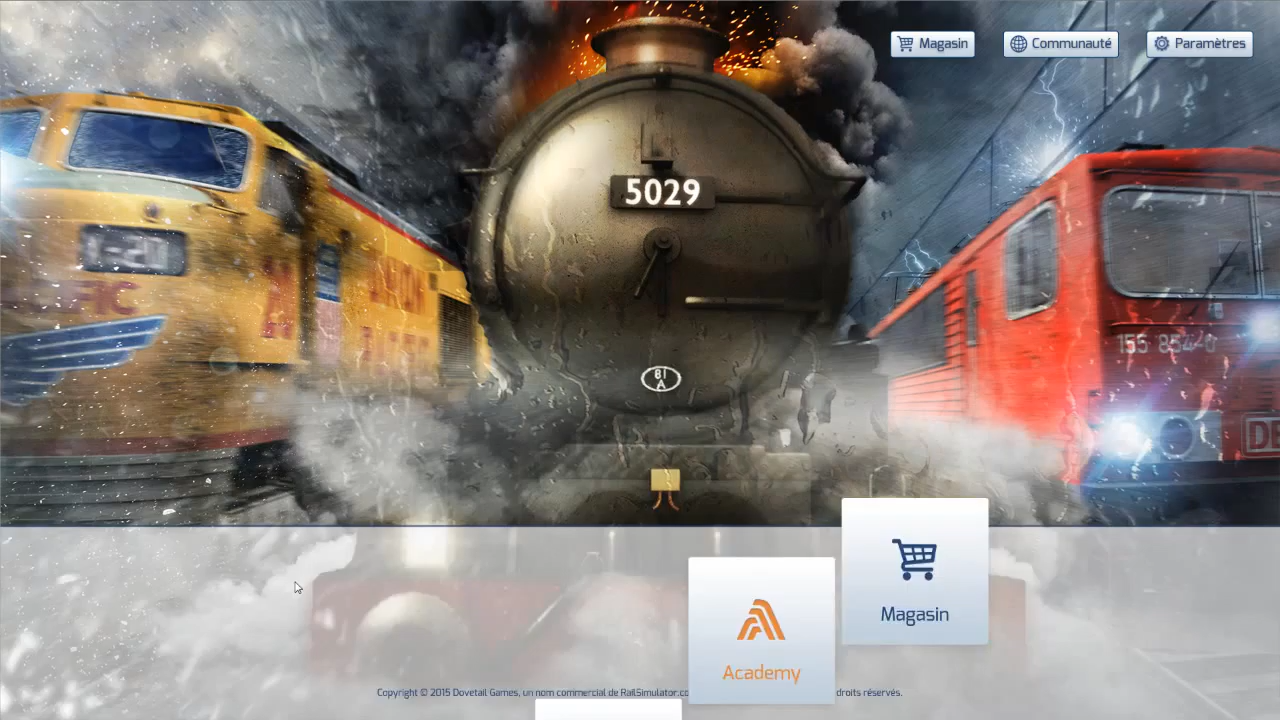 Magasin
Communauté
Paramètres
5029
81
A
155 854-0
Magasin
Academy
Copyright © 2015 Dovetail Games, un nom commercial de RailSimulator.co
droits réservés.